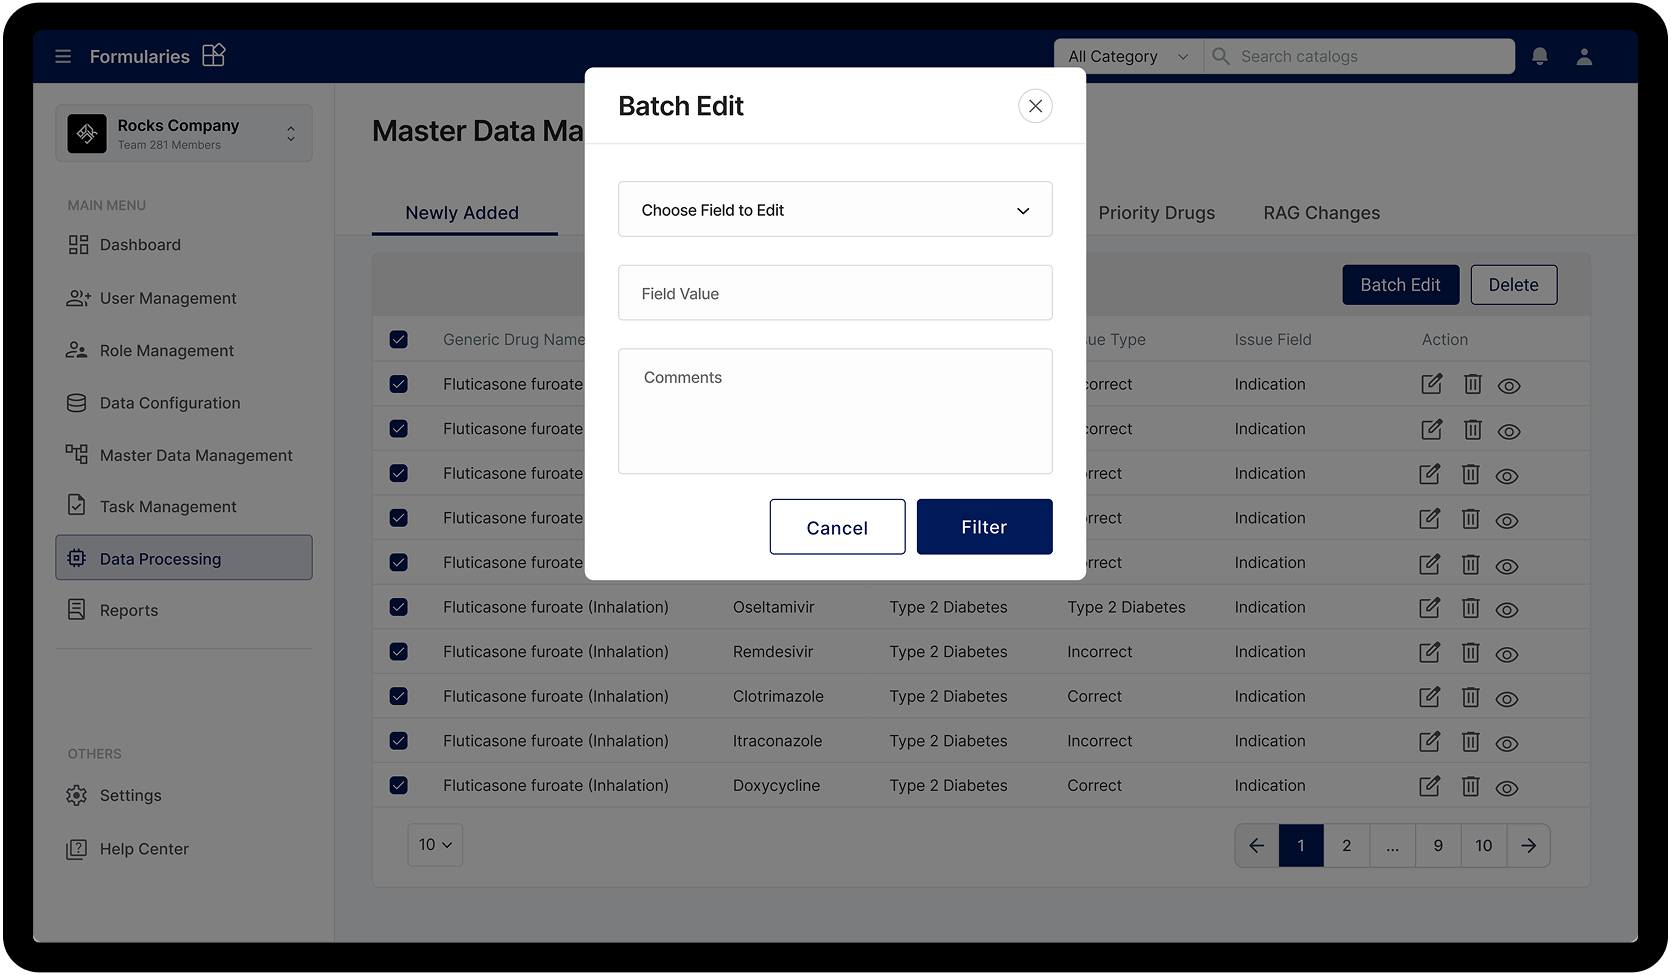 Formularies
All Category
Search catalogs
Rocks Company
Team 281 Members
MAIN MENU
Dashboard
User Management
Role Management
Data Configuration
Master Data Management
Task Management
Data Processing
Reports
OTHERS
Settings
Help Center
Master Data Ma
Newly Added
Priority Drugs
RAG Changes
Batch Edit
Delete
Batch Edit
Choose Field to Edit
Field Value
Comments
Cancel
Filter
Generic Drug Name ue Type Issue Field Action
Fluticasone furoate correct Indication
Fluticasone furoate correct Indication
Fluticasone furoate rrect Indication
Fluticasone furoate rrect Indication
Fluticasone furoate rrect Indication
Fluticasone furoate (Inhalation) Oseltamivir Type 2 Diabetes Type 2 Diabetes Indication
Fluticasone furoate (Inhalation) Remdesivir Type 2 Diabetes Incorrect Indication
Fluticasone furoate (Inhalation) Clotrimazole Type 2 Diabetes Correct Indication
Fluticasone furoate (Inhalation) Itraconazole Type 2 Diabetes Incorrect Indication
Fluticasone furoate (Inhalation) Doxycycline Type 2 Diabetes Correct Indication
10
1 2 ... 9 10